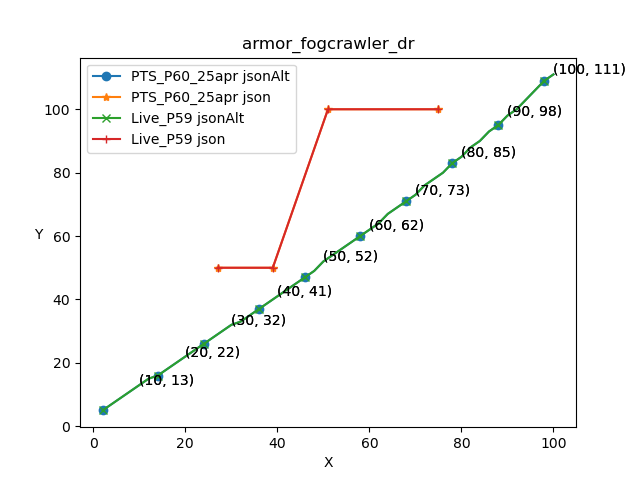 armor_fogcrawler_dr
PTS_P60_25apr jsonAlt
PTS_P60_25apr json
Live_P59 jsonAlt
Live_P59 json
(100, 111)
(90, 98)
(80, 85)
(70, 73)
(60, 62)
(50, 52)
(40, 41)
(30, 32)
(20, 22)
(10, 13)
Y
100
80
60
40
20
0
0 20 40 60 80 100
X